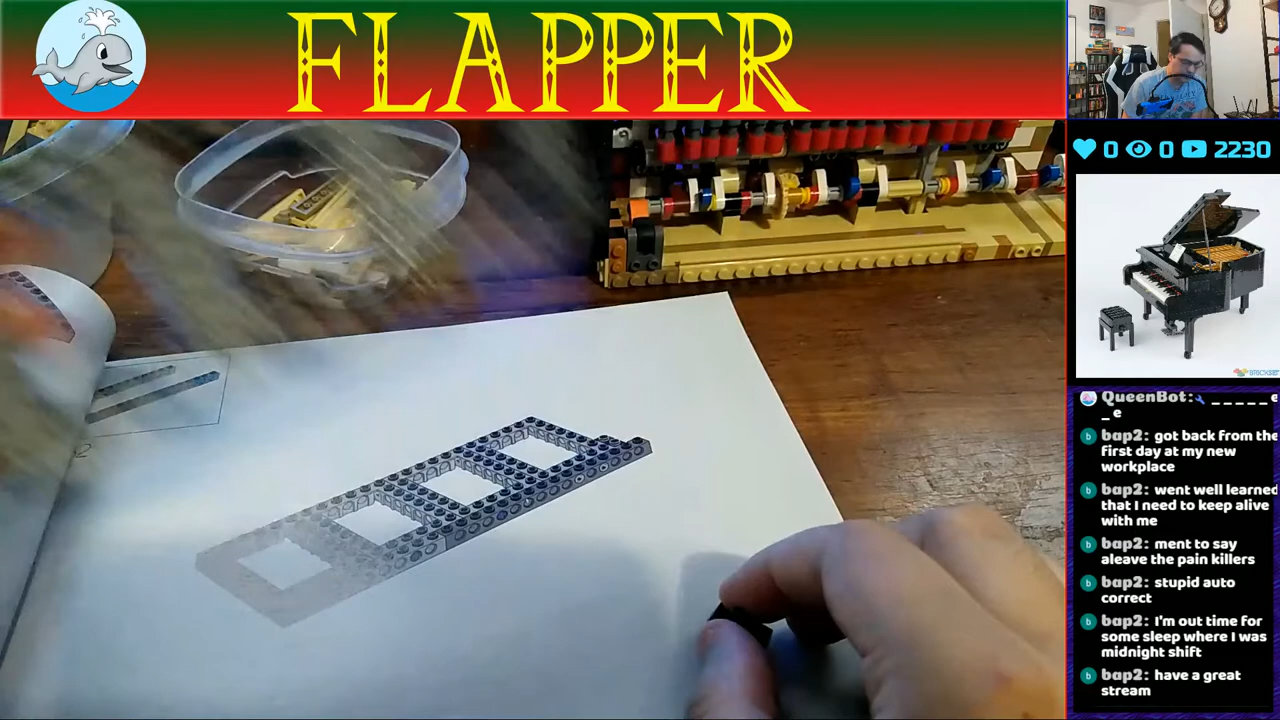 FLAPPER
0 0 2230
BRICKSET
QueenBot: _ _ _ _ _ e
_ e
bap2: got back from the
first day at my new
workplace
bap2: went well learned
that I need to keep alive
with me
bap2: ment to say
aleave the pain killers
bap2: stupid auto
correct
bap2: I'm out time for
some sleep where I was
midnight shift
bap2: have a great
stream